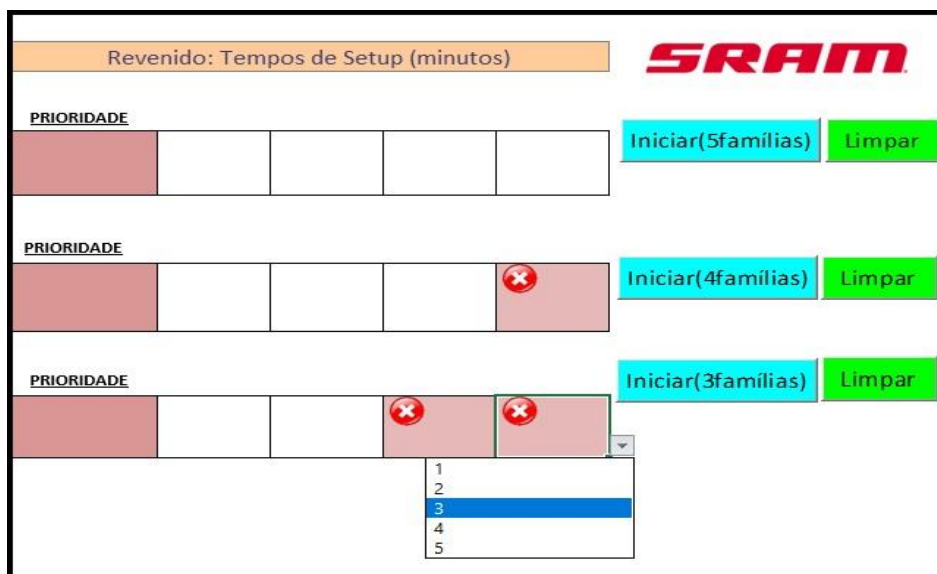 Revenido: Tempos de Setup (minutos)
SRAM
PRIORIDADE
Iniciar(5famílias)
Limpar
PRIORIDADE
Iniciar(4famílias)
Limpar
PRIORIDADE
Iniciar(3famílias)
Limpar
1
2
3
4
5